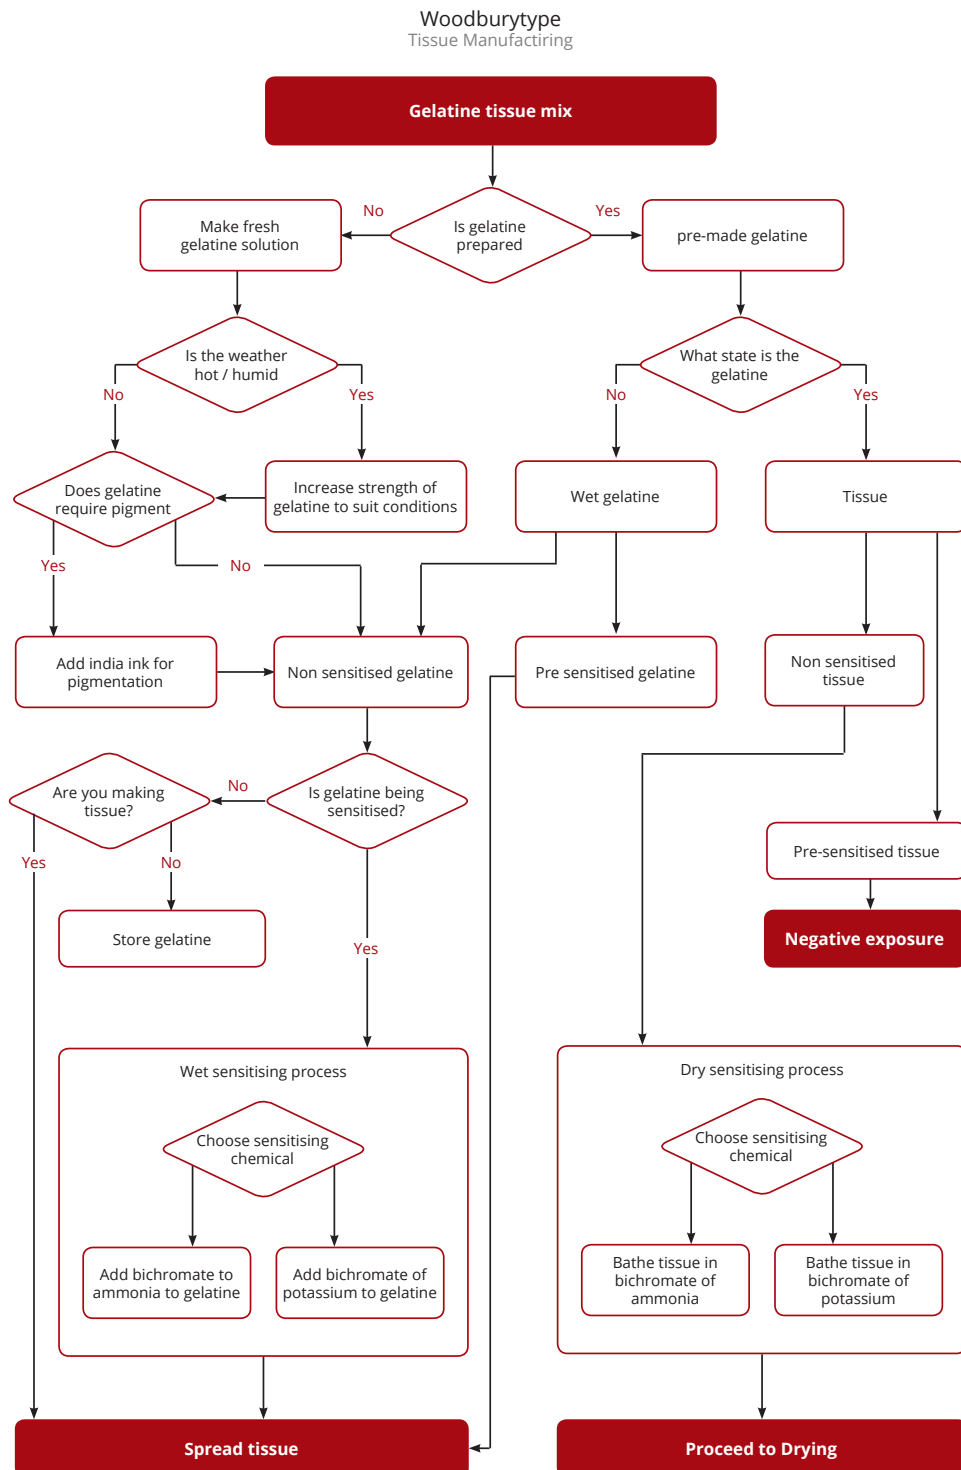 Woodburytype
Tissue Manufactiring
Gelatine tissue mix
No
Yes
Make fresh
gelatine solution
Is gelatine
prepared
pre-made gelatine
Is the weather
hot / humid
What state is the
gelatine
No
Yes
No
Yes
Does gelatine
require pigment
Increase strength of
gelatine to suit conditions
Wet gelatine
Tissue
Yes
No
Add india ink for
pigmentation
Non sensitised gelatine
Pre sensitised gelatine
Non sensitised
tissue
Are you making
tissue?
No
Is gelatine being
sensitised?
Yes
No
Pre-sensitised tissue
Store gelatine
Yes
Negative exposure
Wet sensitising process
Choose sensitising
chemical
Add bichromate to
ammonia to gelatine
Add bichromate of
potassium to gelatine
Dry sensitising process
Choose sensitising
chemical
Bathe tissue in
bichromate of
ammonia
Bathe tissue in
bichromate of
potassium
Spread tissue
Proceed to Drying